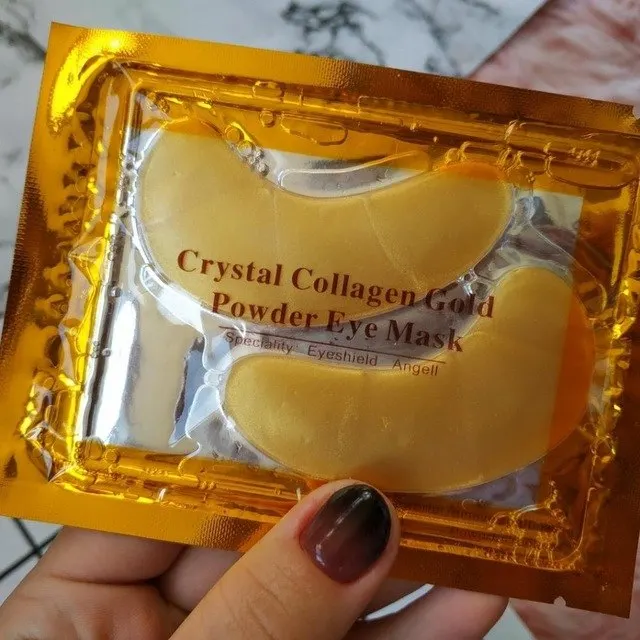 Crystal Collagen Gold
Powder Eye Mask
Speciality Eyeshield Angell